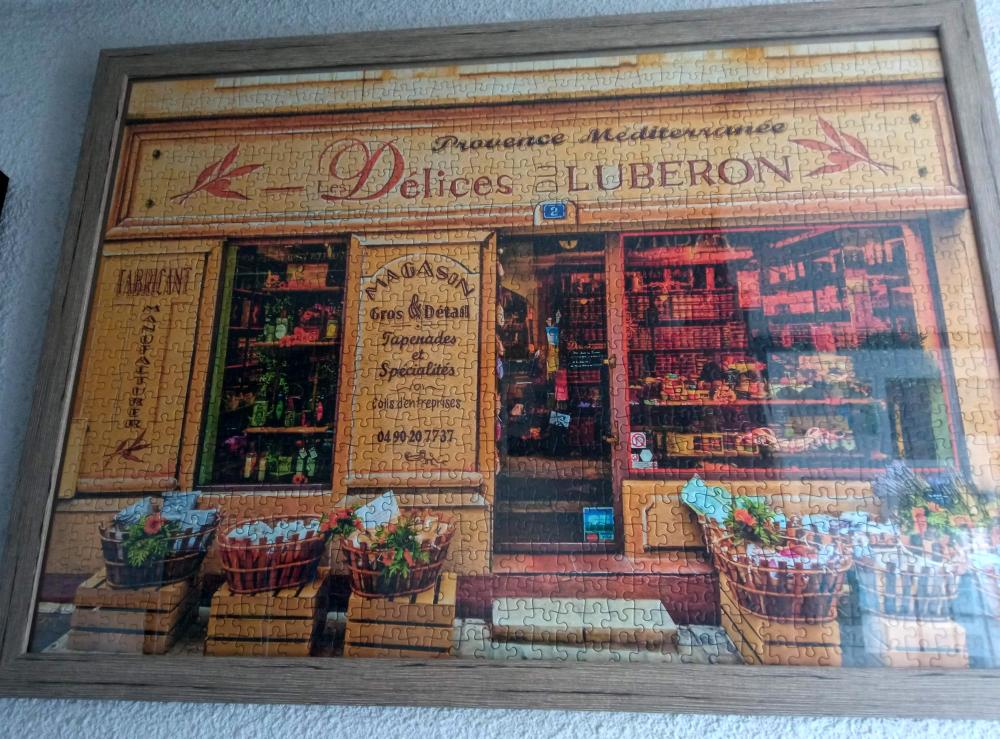 Provence Méditerranée
Les Délices DU LUBERON
2
FABRICANT
MANUFACTURER
MAGASIN
Gros & Détail
Tapenades
et
Spécialités
Colis d'entreprises
04 90 20 77 37